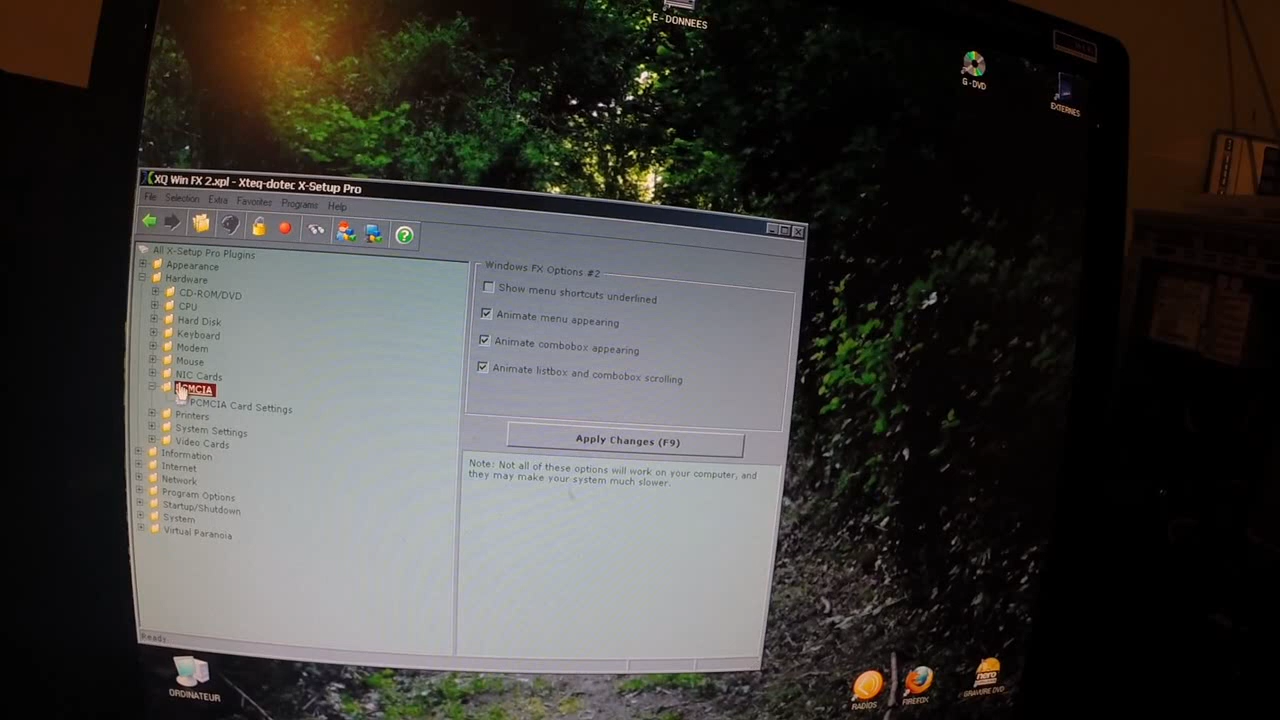 E-DONNEES
G-DVD
EXTERNES
XQ Win FX 2.xpl - Xteq-dotec X-Setup Pro
File Selection Extra Favorites Programs Help
All X-Setup Pro Plugins
Appearance
Hardware
CD-ROM/DVD
CPU
Hard Disk
Keyboard
Modem
Mouse
NIC Cards
PCMCIA
PCMCIA Card Settings
Printers
System Settings
Video Cards
Information
Internet
Network
Program Options
Startup/Shutdown
System
Virtual Paranoia
Windows FX Options #2
Show menu shortcuts underlined
Animate menu appearing
Animate combobox appearing
Animate listbox and combobox scrolling
Apply Changes (F9)
Note: Not all of these options will work on your computer, and
they may make your system much slower.
Ready.
ORDINATEUR
RADIOS
FIREFOX
nero
GRAVURE DVD